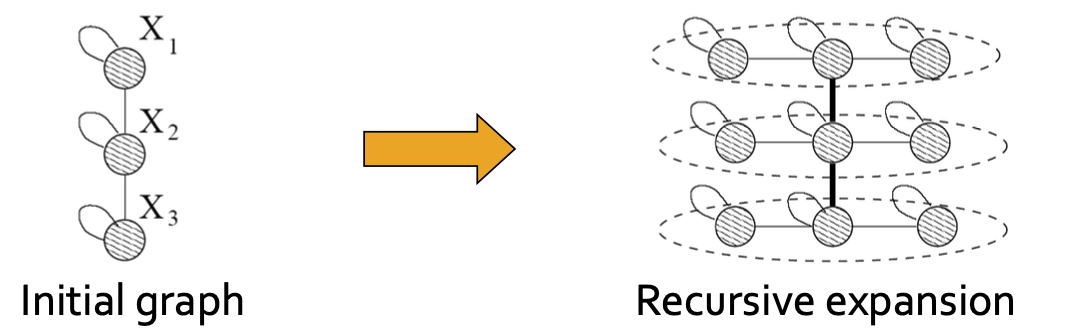 X₁
X₂
X₃
Initial graph
Recursive expansion